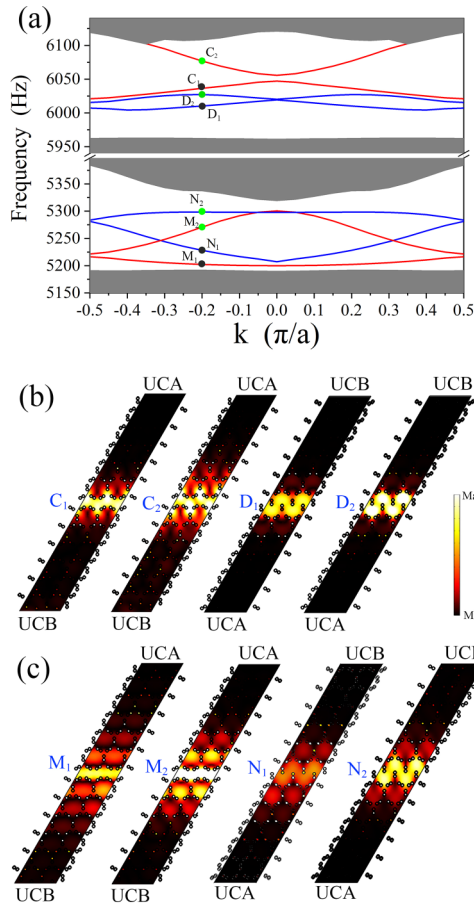 (a)
6100
6050
6000
5950
5350
5300
5250
5200
5150
Frequency (Hz)
C2
C1
D2
D1
N2
M2
N1
M1
-0.5 -0.4 -0.3 -0.2 -0.1 0.0 0.1 0.2 0.3 0.4 0.5
k (π/a)
(b)
UCA UCA UCB UCB
C1 C2 D1 D2
UCB UCB UCA UCA
Ma
M
(c)
UCA UCA UCB UCB
M1 M2 N1 N2
UCB UCB UCA UCA